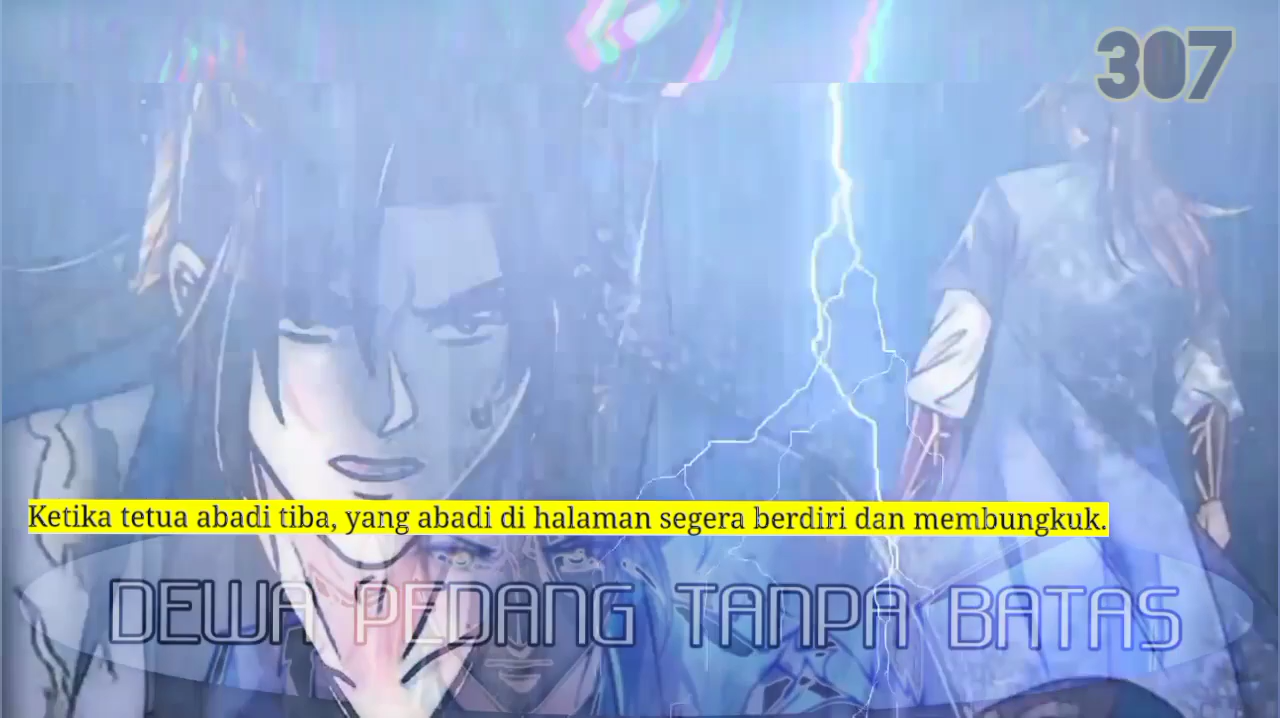 307
Ketika tetua abadi tiba, yang abadi di halaman segera berdiri dan membungkuk.
DEWA PEDANG TANPA BATAS